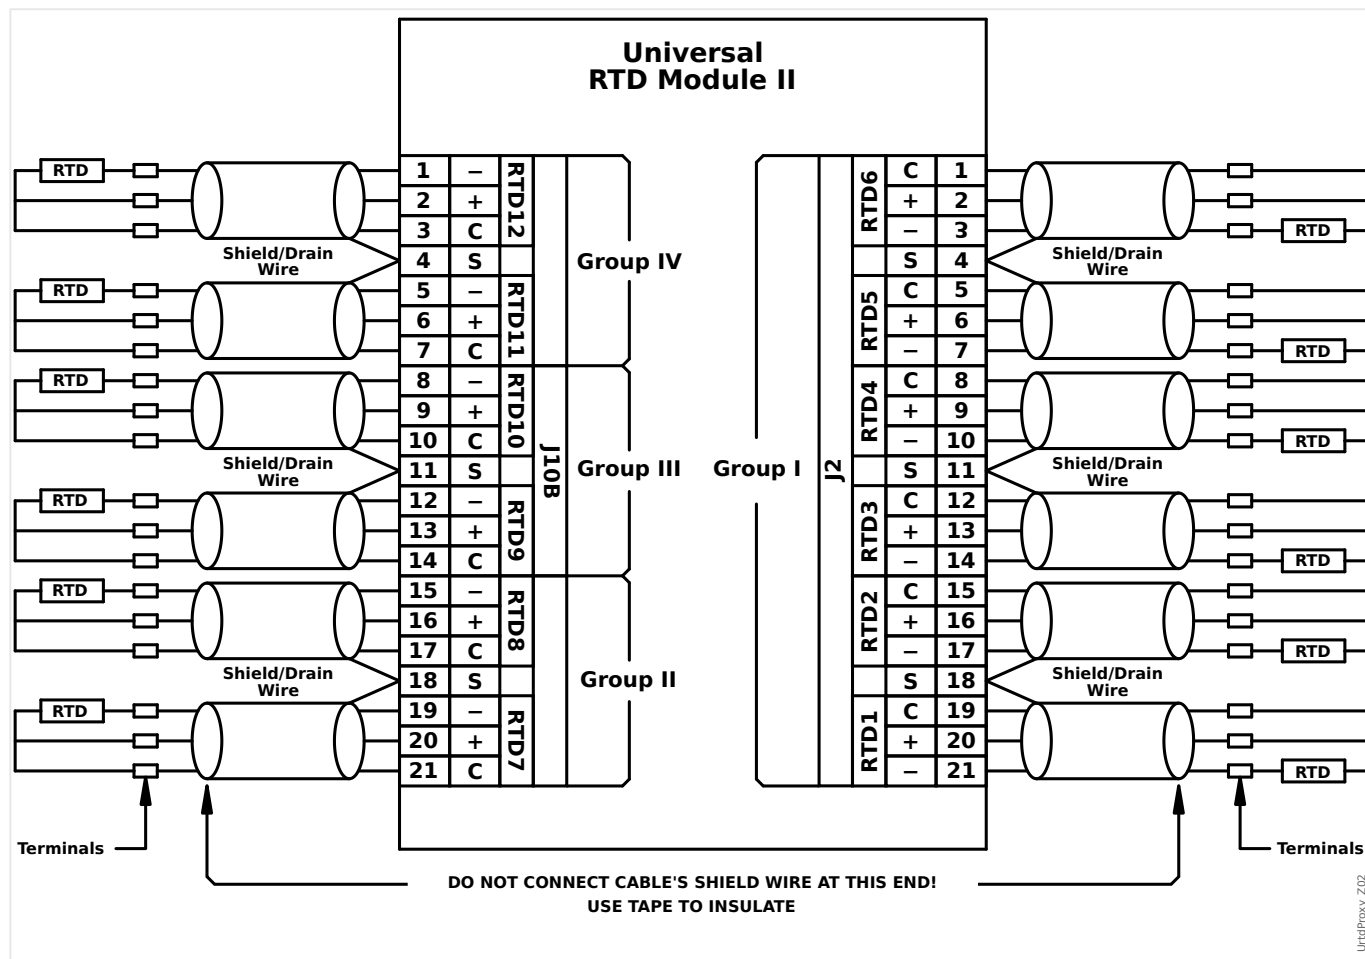 Universal
RTD Module II
RTD 1 − RTD12 RTD6 C 1
2 + + 2
3 C − 3 RTD
Shield/Drain
Wire
4 S Group IV S 4
Shield/Drain
Wire
RTD 5 − RTD11 RTD5 C 5
6 + + 6
7 C − 7 RTD
RTD 8 − RTD10 RTD4 C 8
9 + + 9
10 C − 10 RTD
Shield/Drain
Wire
11 S J10B Group III Group I J2 S 11
Shield/Drain
Wire
RTD 12 − RTD9 RTD3 C 12
13 + + 13
14 C − 14 RTD
RTD 15 − RTD8 RTD2 C 15
16 + + 16
17 C − 17 RTD
Shield/Drain
Wire
18 S Group II S 18
Shield/Drain
Wire
RTD 19 − RTD7 RTD1 C 19
20 + + 20
21 C − 21 RTD
Terminals
Terminals
DO NOT CONNECT CABLE'S SHIELD WIRE AT THIS END!
USE TAPE TO INSULATE
UrtdProxy_Z02